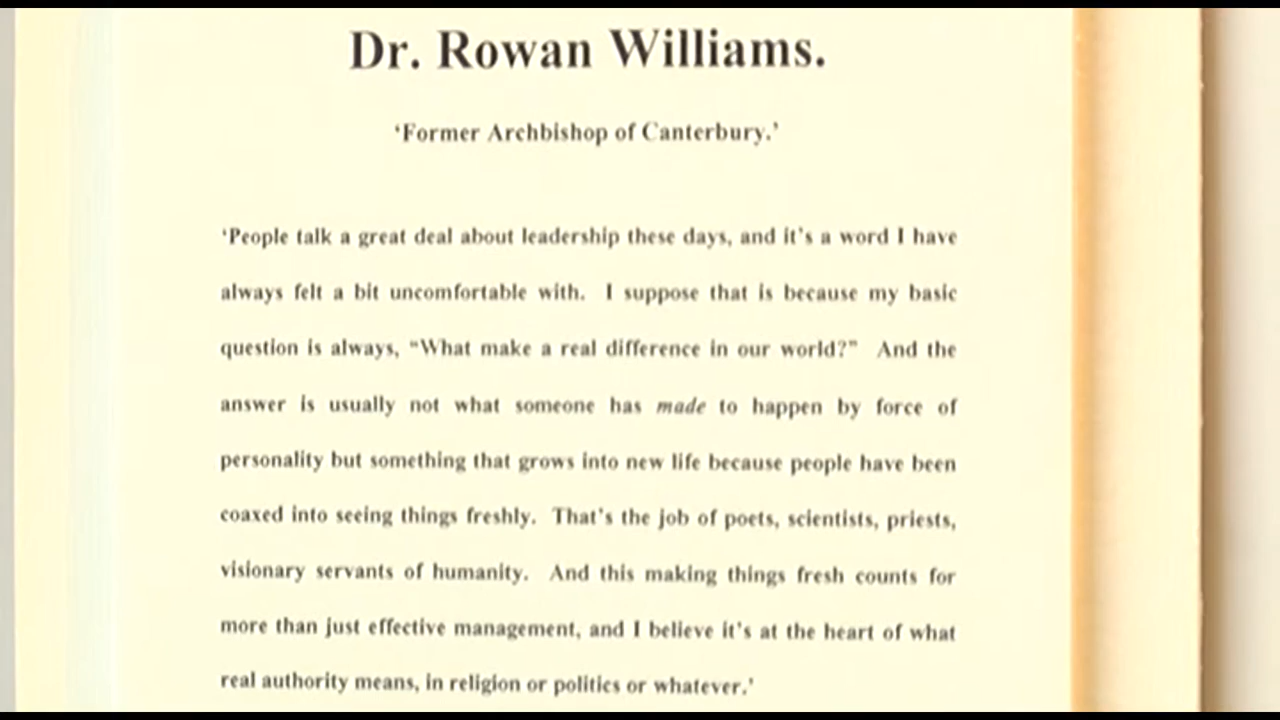 Dr. Rowan Williams.
‘Former Archbishop of Canterbury.’
‘People talk a great deal about leadership these days, and it’s a word I have
always felt a bit uncomfortable with. I suppose that is because my basic
question is always, “What make a real difference in our world?” And the
answer is usually not what someone has made to happen by force of
personality but something that grows into new life because people have been
coaxed into seeing things freshly. That’s the job of poets, scientists, priests,
visionary servants of humanity. And this making things fresh counts for
more than just effective management, and I believe it’s at the heart of what
real authority means, in religion or politics or whatever.’